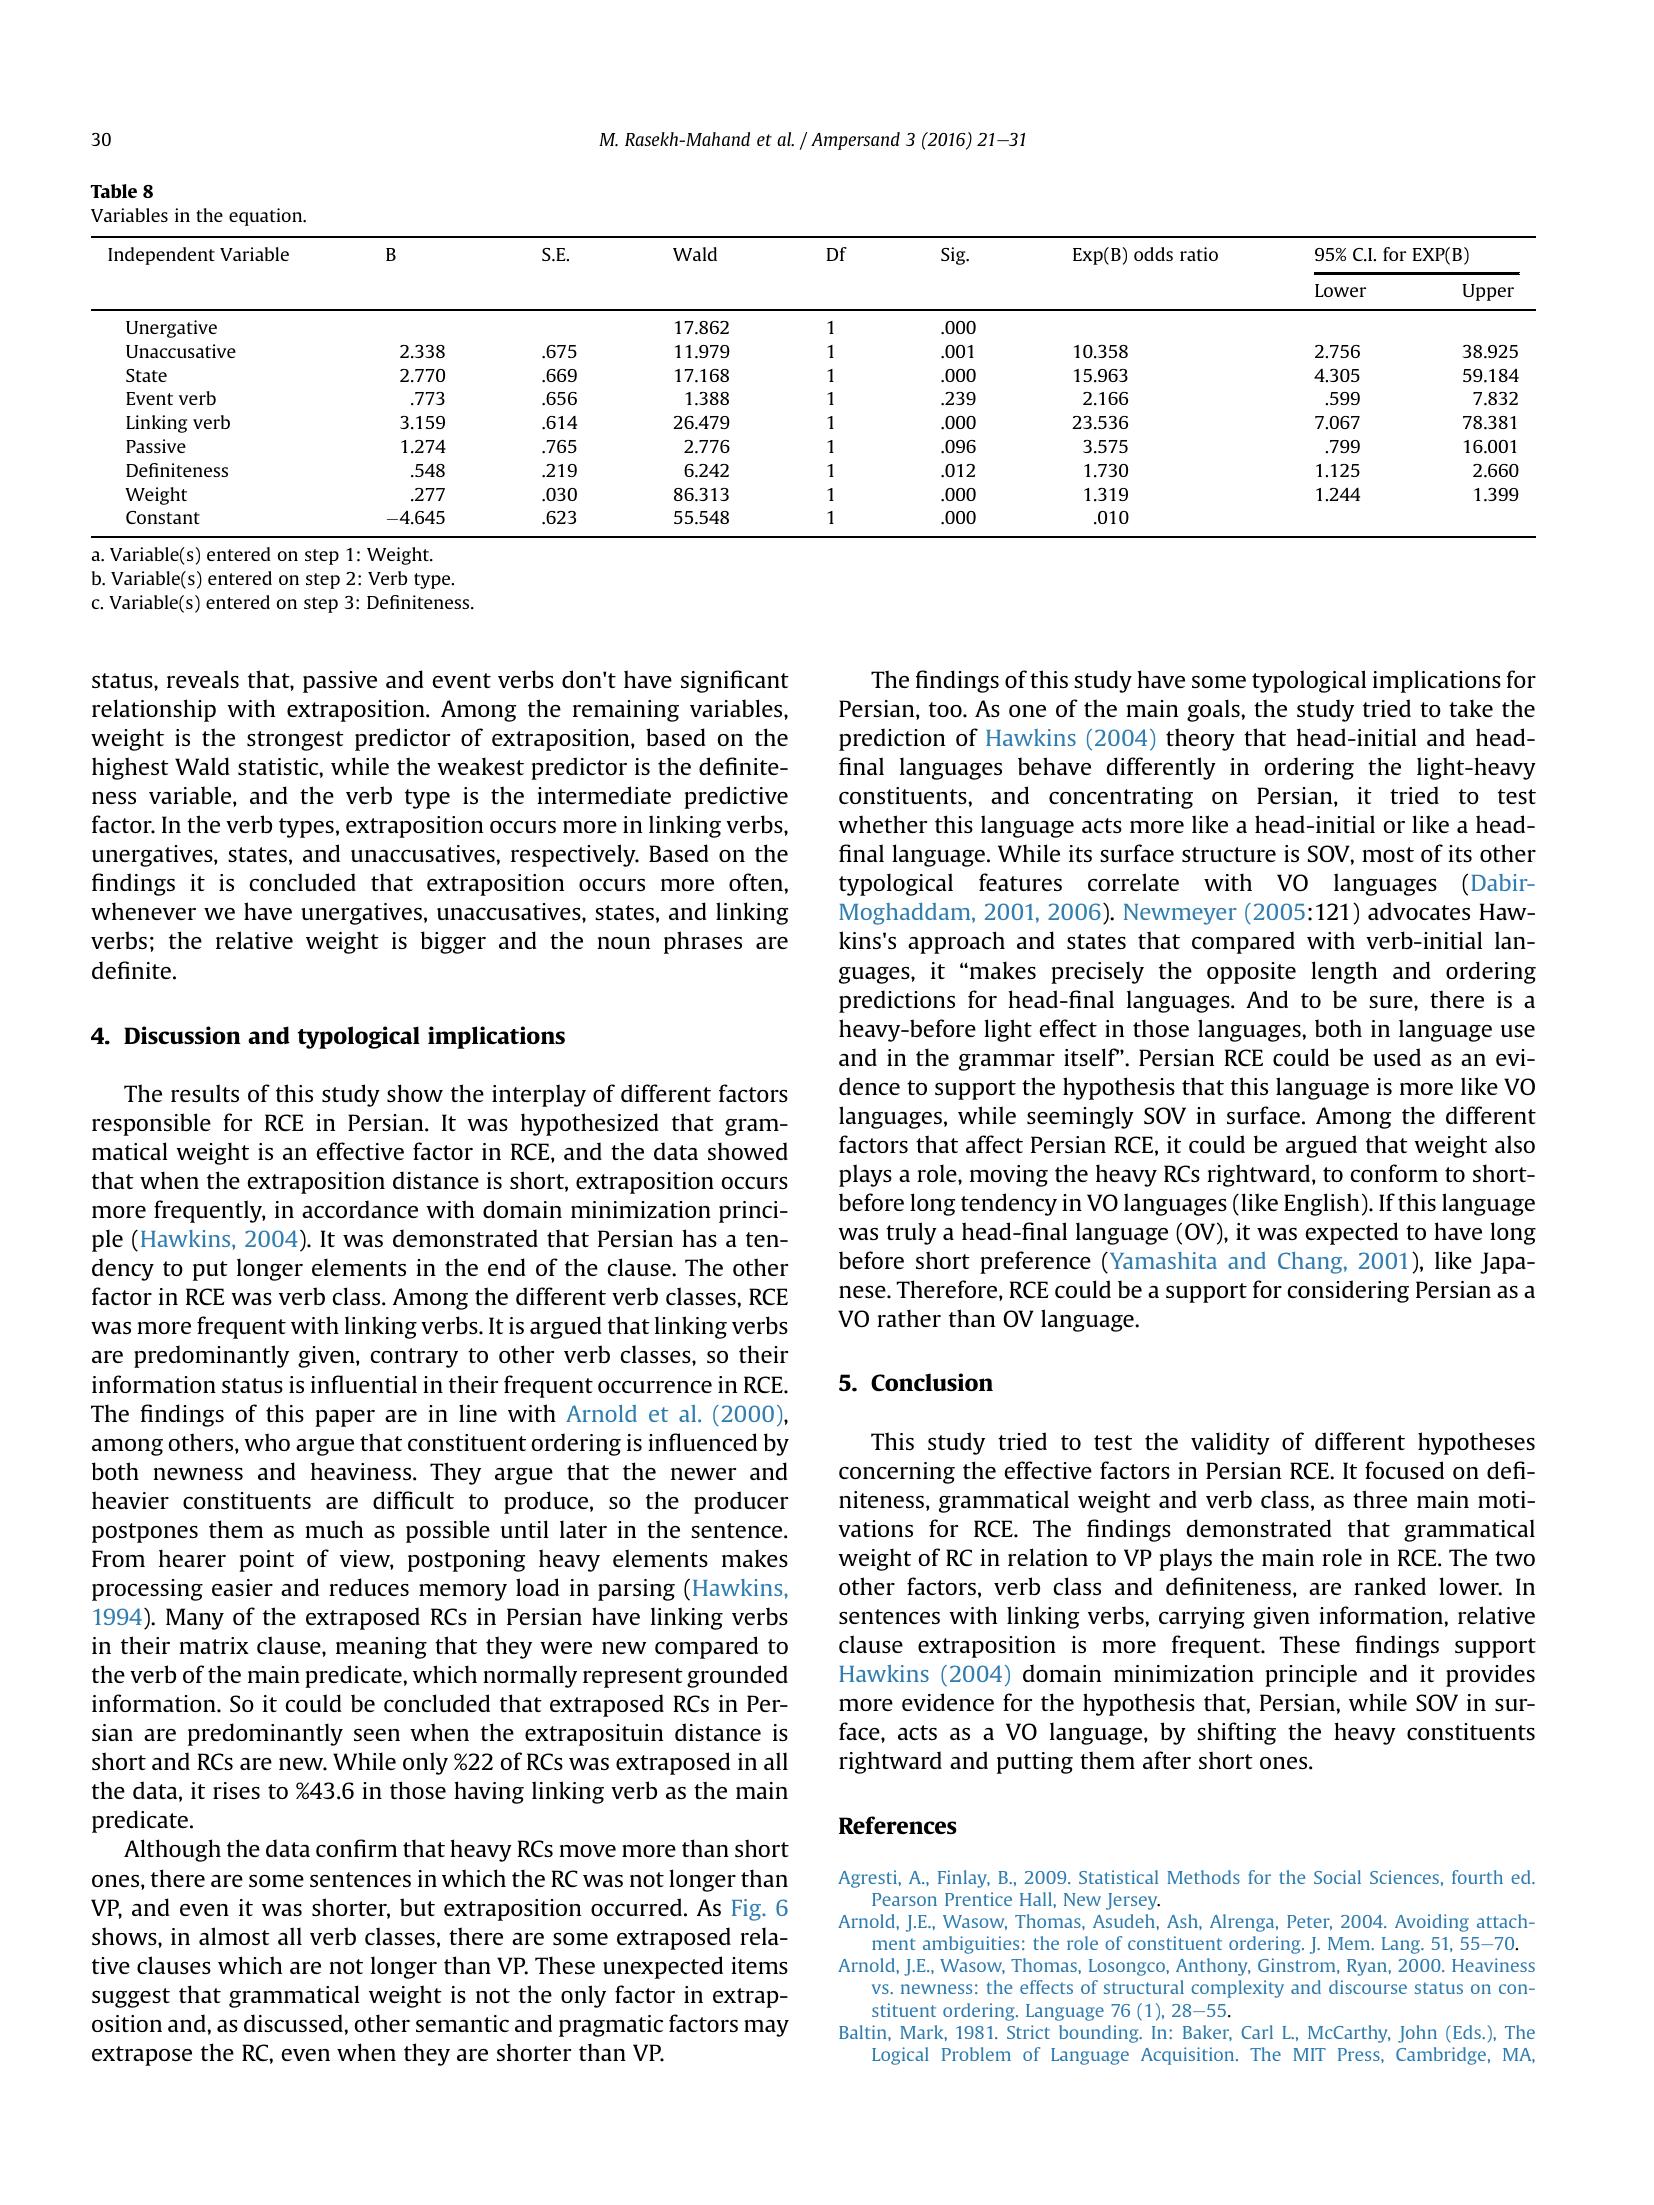 30
M. Rasekh-Mahand et al. / Ampersand 3 (2016) 21–31
Table 8
Variables in the equation.
Independent Variable B S.E. Wald Df Sig. Exp(B) odds ratio 95% C.I. for EXP(B)
Lower Upper
Unergative 17.862 1 .000
Unaccusative 2.338 .675 11.979 1 .001 10.358 2.756 38.925
State 2.770 .669 17.168 1 .000 15.963 4.305 59.184
Event verb .773 .656 1.388 1 .239 2.166 .599 7.832
Linking verb 3.159 .614 26.479 1 .000 23.536 7.067 78.381
Passive 1.274 .765 2.776 1 .096 3.575 .799 16.001
Definiteness .548 .219 6.242 1 .012 1.730 1.125 2.660
Weight .277 .030 86.313 1 .000 1.319 1.244 1.399
Constant −4.645 .623 55.548 1 .000 .010
a. Variable(s) entered on step 1: Weight.
b. Variable(s) entered on step 2: Verb type.
c. Variable(s) entered on step 3: Definiteness.
status, reveals that, passive and event verbs don't have significant
relationship with extraposition. Among the remaining variables,
weight is the strongest predictor of extraposition, based on the
highest Wald statistic, while the weakest predictor is the definite-
ness variable, and the verb type is the intermediate predictive
factor. In the verb types, extraposition occurs more in linking verbs,
unergatives, states, and unaccusatives, respectively. Based on the
findings it is concluded that extraposition occurs more often,
whenever we have unergatives, unaccusatives, states, and linking
verbs; the relative weight is bigger and the noun phrases are
definite.
4. Discussion and typological implications
The results of this study show the interplay of different factors
responsible for RCE in Persian. It was hypothesized that gram-
matical weight is an effective factor in RCE, and the data showed
that when the extraposition distance is short, extraposition occurs
more frequently, in accordance with domain minimization princi-
ple (Hawkins, 2004). It was demonstrated that Persian has a ten-
dency to put longer elements in the end of the clause. The other
factor in RCE was verb class. Among the different verb classes, RCE
was more frequent with linking verbs. It is argued that linking verbs
are predominantly given, contrary to other verb classes, so their
information status is influential in their frequent occurrence in RCE.
The findings of this paper are in line with Arnold et al. (2000),
among others, who argue that constituent ordering is influenced by
both newness and heaviness. They argue that the newer and
heavier constituents are difficult to produce, so the producer
postpones them as much as possible until later in the sentence.
From hearer point of view, postponing heavy elements makes
processing easier and reduces memory load in parsing (Hawkins,
1994). Many of the extraposed RCs in Persian have linking verbs
in their matrix clause, meaning that they were new compared to
the verb of the main predicate, which normally represent grounded
information. So it could be concluded that extraposed RCs in Per-
sian are predominantly seen when the extraposituin distance is
short and RCs are new. While only %22 of RCs was extraposed in all
the data, it rises to %43.6 in those having linking verb as the main
predicate.
Although the data confirm that heavy RCs move more than short
ones, there are some sentences in which the RC was not longer than
VP, and even it was shorter, but extraposition occurred. As Fig. 6
shows, in almost all verb classes, there are some extraposed rela-
tive clauses which are not longer than VP. These unexpected items
suggest that grammatical weight is not the only factor in extrap-
osition and, as discussed, other semantic and pragmatic factors may
extrapose the RC, even when they are shorter than VP.
The findings of this study have some typological implications for
Persian, too. As one of the main goals, the study tried to take the
prediction of Hawkins (2004) theory that head-initial and head-
final languages behave differently in ordering the light-heavy
constituents, and concentrating on Persian, it tried to test
whether this language acts more like a head-initial or like a head-
final language. While its surface structure is SOV, most of its other
typological features correlate with VO languages (Dabir-
Moghaddam, 2001, 2006). Newmeyer (2005:121) advocates Haw-
kins's approach and states that compared with verb-initial lan-
guages, it “makes precisely the opposite length and ordering
predictions for head-final languages. And to be sure, there is a
heavy-before light effect in those languages, both in language use
and in the grammar itself”. Persian RCE could be used as an evi-
dence to support the hypothesis that this language is more like VO
languages, while seemingly SOV in surface. Among the different
factors that affect Persian RCE, it could be argued that weight also
plays a role, moving the heavy RCs rightward, to conform to short-
before long tendency in VO languages (like English). If this language
was truly a head-final language (OV), it was expected to have long
before short preference (Yamashita and Chang, 2001), like Japa-
nese. Therefore, RCE could be a support for considering Persian as a
VO rather than OV language.
5. Conclusion
This study tried to test the validity of different hypotheses
concerning the effective factors in Persian RCE. It focused on defi-
niteness, grammatical weight and verb class, as three main moti-
vations for RCE. The findings demonstrated that grammatical
weight of RC in relation to VP plays the main role in RCE. The two
other factors, verb class and definiteness, are ranked lower. In
sentences with linking verbs, carrying given information, relative
clause extraposition is more frequent. These findings support
Hawkins (2004) domain minimization principle and it provides
more evidence for the hypothesis that, Persian, while SOV in sur-
face, acts as a VO language, by shifting the heavy constituents
rightward and putting them after short ones.
References
Agresti, A., Finlay, B., 2009. Statistical Methods for the Social Sciences, fourth ed.
Pearson Prentice Hall, New Jersey.
Arnold, J.E., Wasow, Thomas, Asudeh, Ash, Alrenga, Peter, 2004. Avoiding attach-
ment ambiguities: the role of constituent ordering. J. Mem. Lang. 51, 55–70.
Arnold, J.E., Wasow, Thomas, Losongco, Anthony, Ginstrom, Ryan, 2000. Heaviness
vs. newness: the effects of structural complexity and discourse status on con-
stituent ordering. Language 76 (1), 28–55.
Baltin, Mark, 1981. Strict bounding. In: Baker, Carl L., McCarthy, John (Eds.), The
Logical Problem of Language Acquisition. The MIT Press, Cambridge, MA,